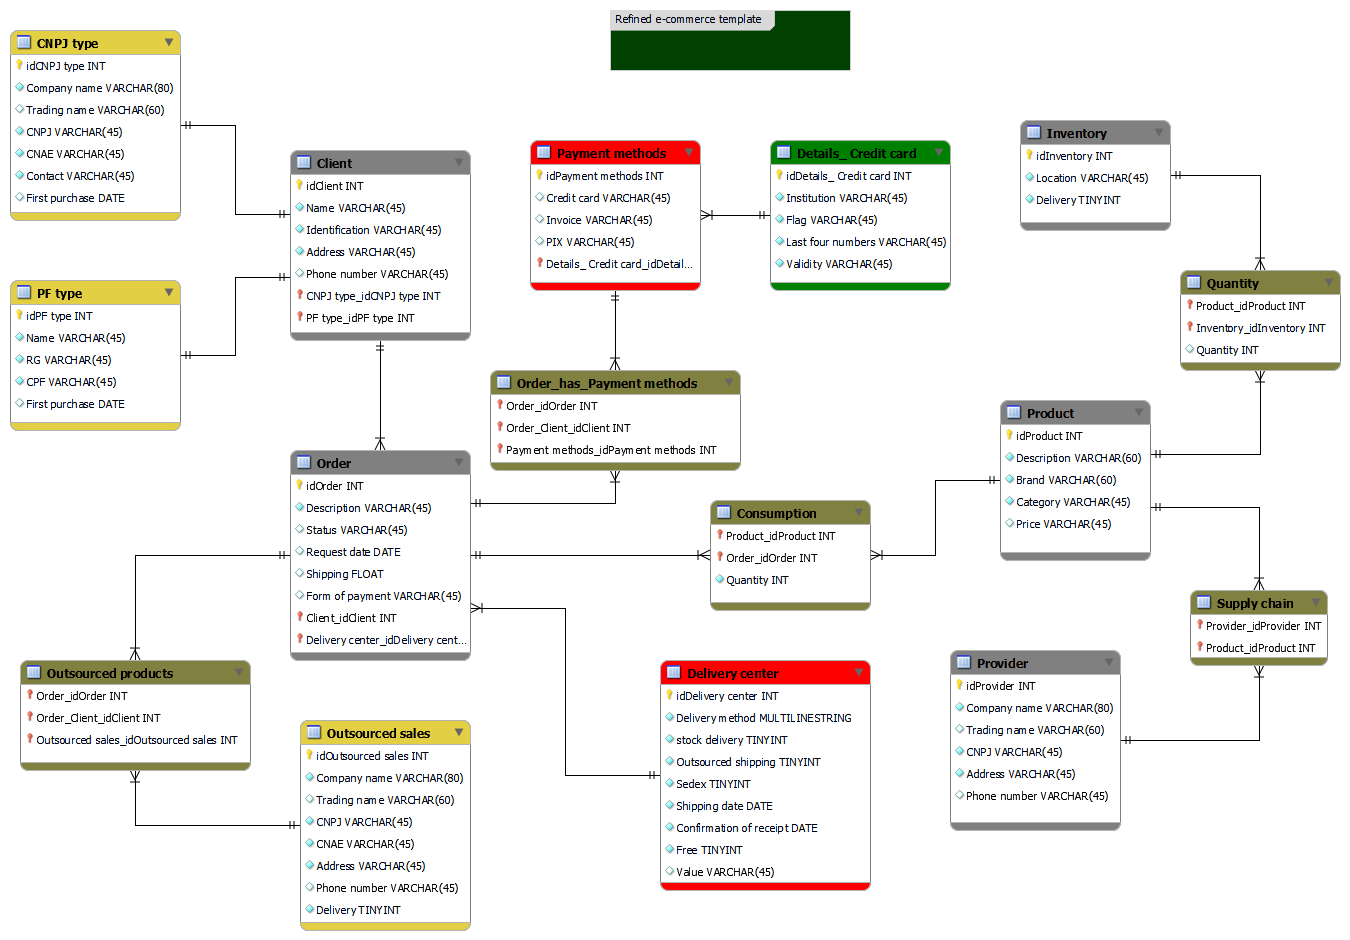 Refined e-commerce template
CNPJ type
idCNPJ type INT
Company name VARCHAR(80)
Trading name VARCHAR(60)
CNPJ VARCHAR(45)
CNAE VARCHAR(45)
Contact VARCHAR(45)
First purchase DATE
PF type
idPF type INT
Name VARCHAR(45)
RG VARCHAR(45)
CPF VARCHAR(45)
First purchase DATE
Client
idClient INT
Name VARCHAR(45)
Identification VARCHAR(45)
Address VARCHAR(45)
Phone number VARCHAR(45)
CNPJ type_idCNPJ type INT
PF type_idPF type INT
Payment methods
idPayment methods INT
Credit card VARCHAR(45)
Invoice VARCHAR(45)
PIX VARCHAR(45)
Details_ Credit card_idDetail...
Details_ Credit card
idDetails_ Credit card INT
Institution VARCHAR(45)
Flag VARCHAR(45)
Last four numbers VARCHAR(45)
Validity VARCHAR(45)
Inventory
idInventory INT
Location VARCHAR(45)
Delivery TINYINT
Quantity
Product_idProduct INT
Inventory_idInventory INT
Quantity INT
Order_has_Payment methods
Order_idOrder INT
Order_Client_idClient INT
Payment methods_idPayment methods INT
Order
idOrder INT
Description VARCHAR(45)
Status VARCHAR(45)
Request date DATE
Shipping FLOAT
Form of payment VARCHAR(45)
Client_idClient INT
Delivery center_idDelivery cent...
Consumption
Product_idProduct INT
Order_idOrder INT
Quantity INT
Product
idProduct INT
Description VARCHAR(60)
Brand VARCHAR(60)
Category VARCHAR(45)
Price VARCHAR(45)
Supply chain
Provider_idProvider INT
Product_idProduct INT
Outsourced products
Order_idOrder INT
Order_Client_idClient INT
Outsourced sales_idOutsourced sales INT
Outsourced sales
idOutsourced sales INT
Company name VARCHAR(80)
Trading name VARCHAR(60)
CNPJ VARCHAR(45)
CNAE VARCHAR(45)
Address VARCHAR(45)
Phone number VARCHAR(45)
Delivery TINYINT
Delivery center
idDelivery center INT
Delivery method MULTILINESTRING
stock delivery TINYINT
Outsourced shipping TINYINT
Sedex TINYINT
Shipping date DATE
Confirmation of receipt DATE
Free TINYINT
Value VARCHAR(45)
Provider
idProvider INT
Company name VARCHAR(80)
Trading name VARCHAR(60)
CNPJ VARCHAR(45)
Address VARCHAR(45)
Phone number VARCHAR(45)